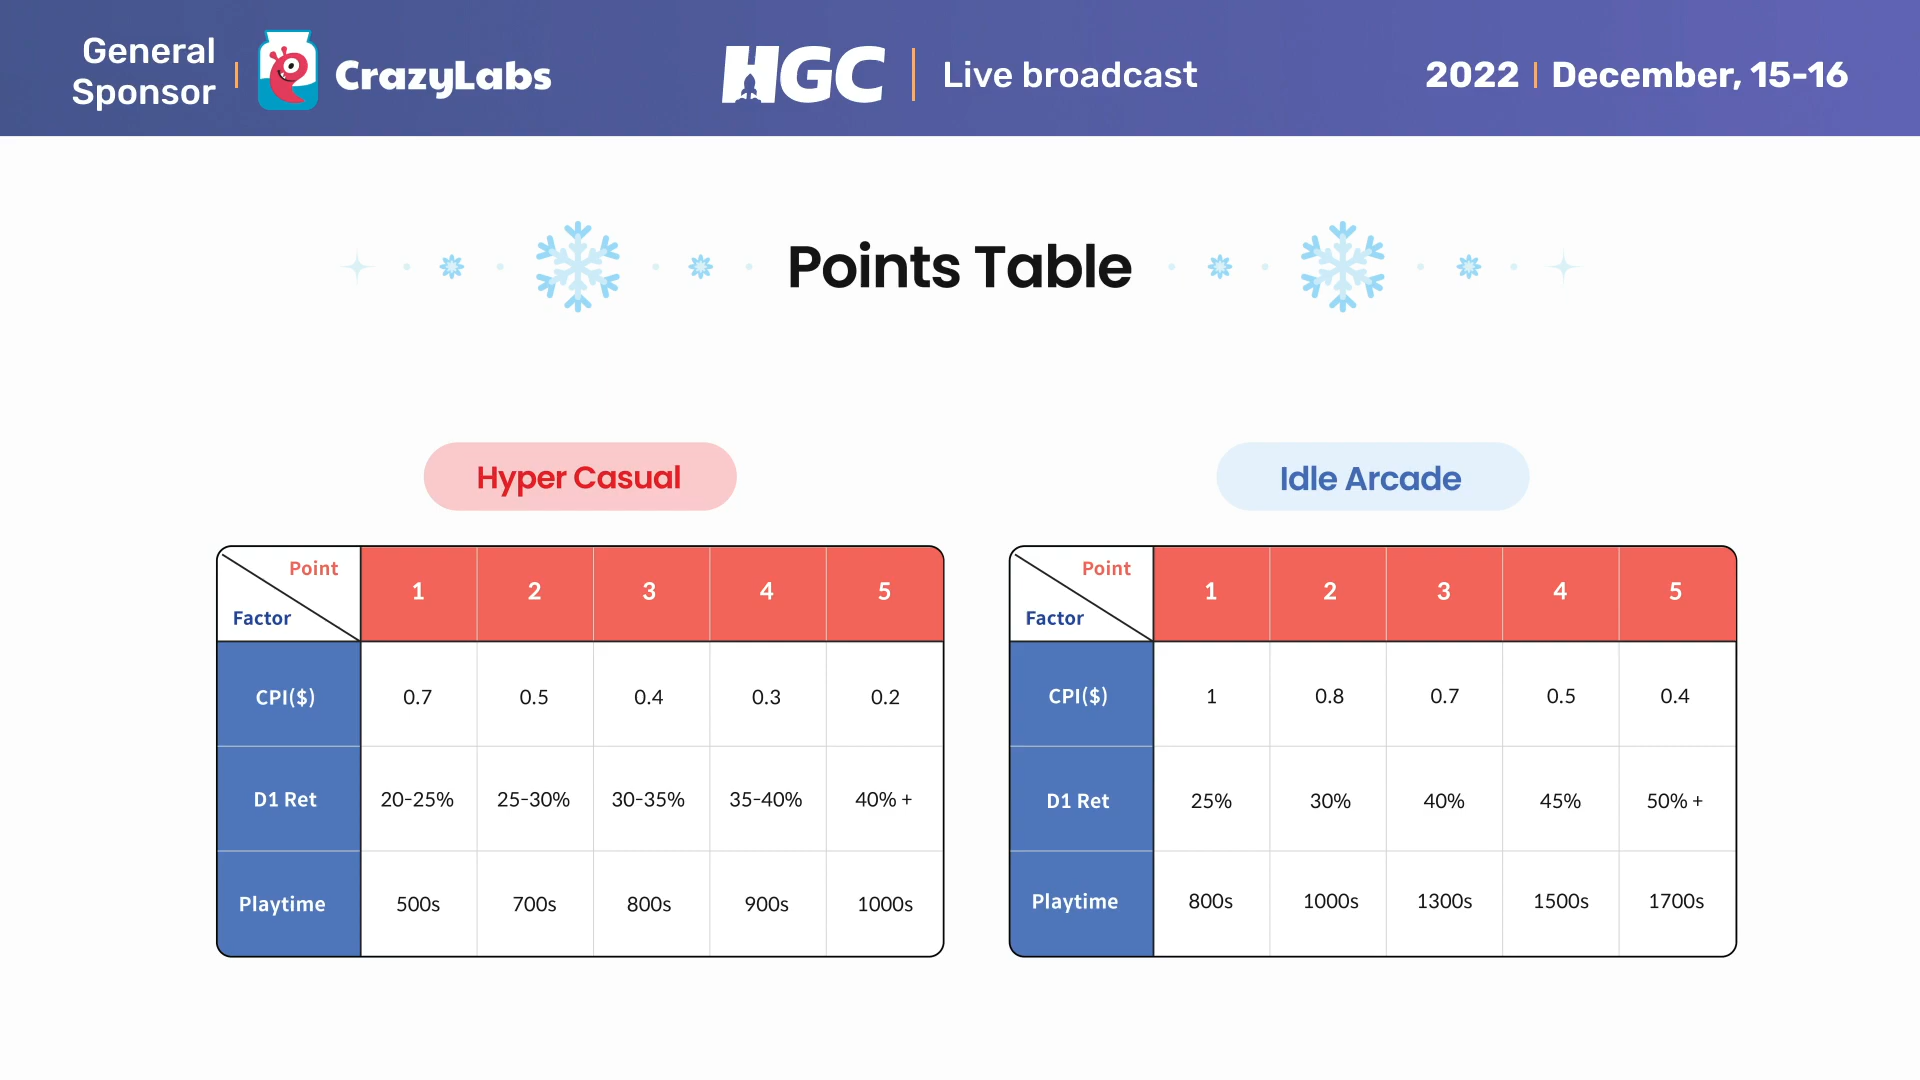 General
Sponsor
CrazyLabs
HGC
Live broadcast
2022
December, 15-16
Points Table
Hyper Casual
Point
Factor
1 2 3 4 5
CPI($) 0.7 0.5 0.4 0.3 0.2
D1 Ret 20-25% 25-30% 30-35% 35-40% 40% +
Playtime 500s 700s 800s 900s 1000s
Idle Arcade
Point
Factor
1 2 3 4 5
CPI($) 1 0.8 0.7 0.5 0.4
D1 Ret 25% 30% 40% 45% 50% +
Playtime 800s 1000s 1300s 1500s 1700s